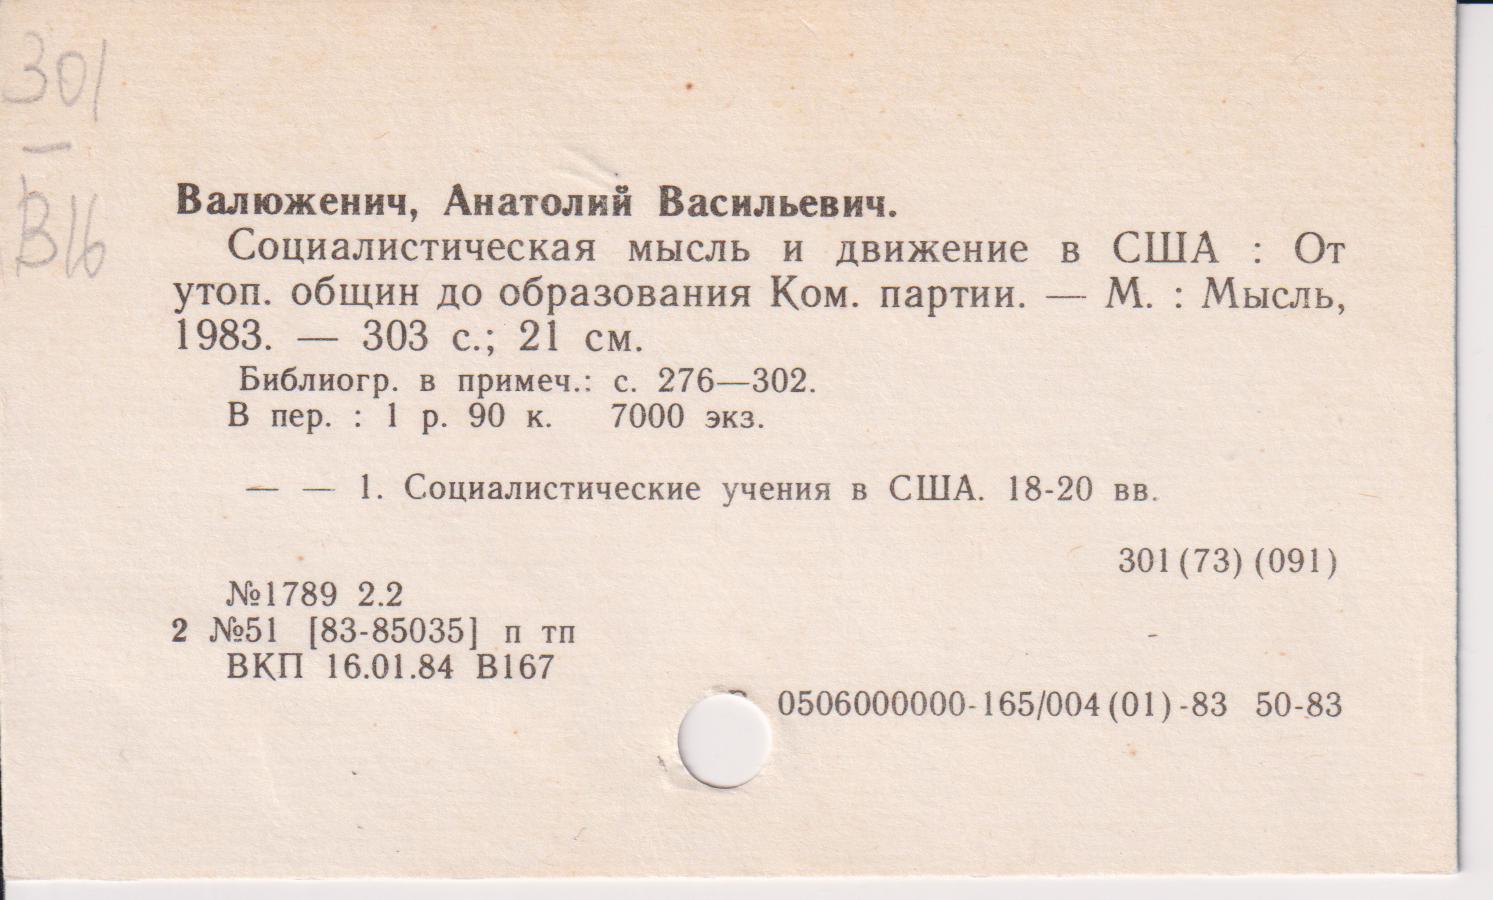 301
—
В16
Валюженич, Анатолий Васильевич.
Социалистическая мысль и движение в США : От
утоп. общин до образования Ком. партии. — М. : Мысль,
1983. — 303 с.; 21 см.
Библиогр. в примеч.: с. 276—302.
В пер. : 1 р. 90 к. 7000 экз.
— — 1. Социалистические учения в США. 18-20 вв.
301(73)(091)
№1789 2.2
2 №51 [83-85035] п тп
ВКП 16.01.84 В167
0506000000-165/004(01)-83 50-83